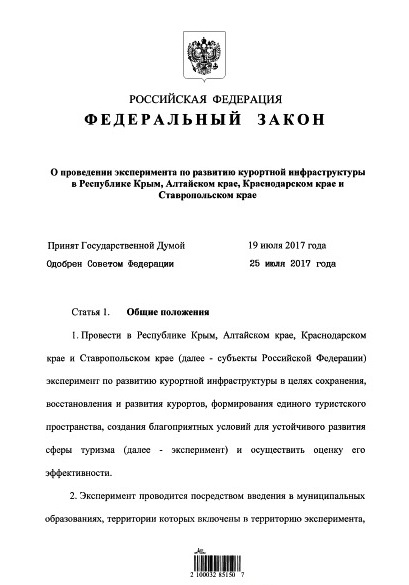 РОССИЙСКАЯ ФЕДЕРАЦИЯ
ФЕДЕРАЛЬНЫЙ ЗАКОН
О проведении эксперимента по развитию курортной инфраструктуры
в Республике Крым, Алтайском крае, Краснодарском крае и
Ставропольском крае
Принят Государственной Думой 19 июля 2017 года
Одобрен Советом Федерации 25 июля 2017 года
Статья 1. Общие положения
1. Провести в Республике Крым, Алтайском крае, Краснодарском
крае и Ставропольском крае (далее - субъекты Российской Федерации)
эксперимент по развитию курортной инфраструктуры в целях сохранения,
восстановления и развития курортов, формирования единого туристского
пространства, создания благоприятных условий для устойчивого развития
сферы туризма (далее - эксперимент) и осуществить оценку его
эффективности.
2. Эксперимент проводится посредством введения в муниципальных
образованиях, территории которых включены в территорию эксперимента,
2 100032 85150 7